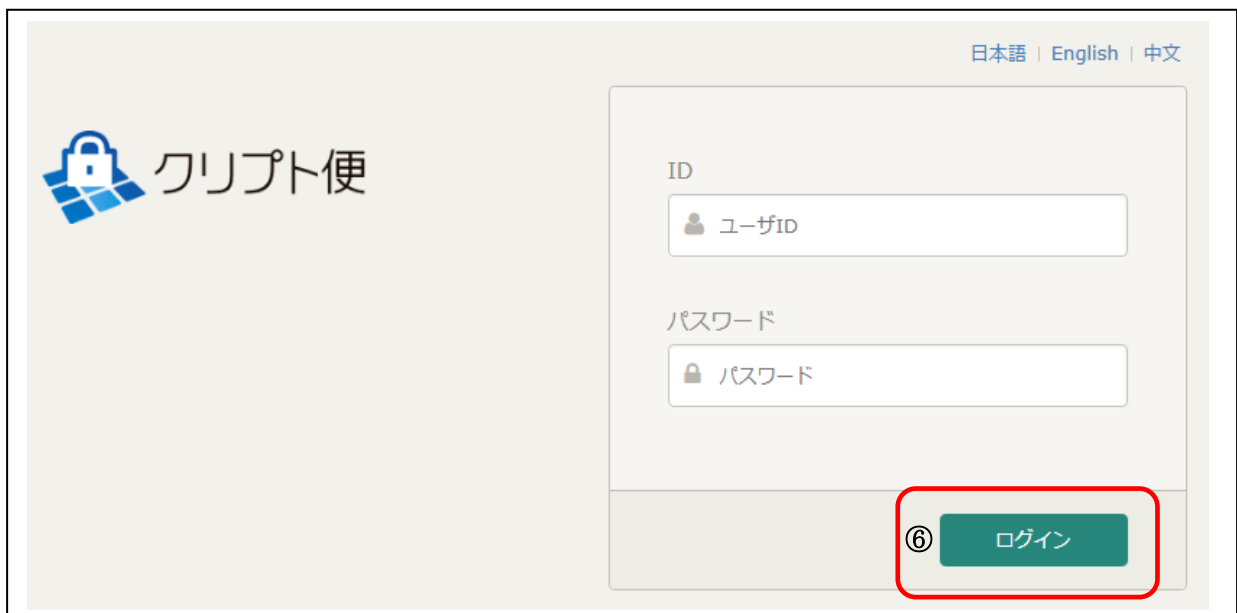 日本語 | English | 中文
クリプト便
ID
ユーザID
パスワード
パスワード
⑥ ログイン